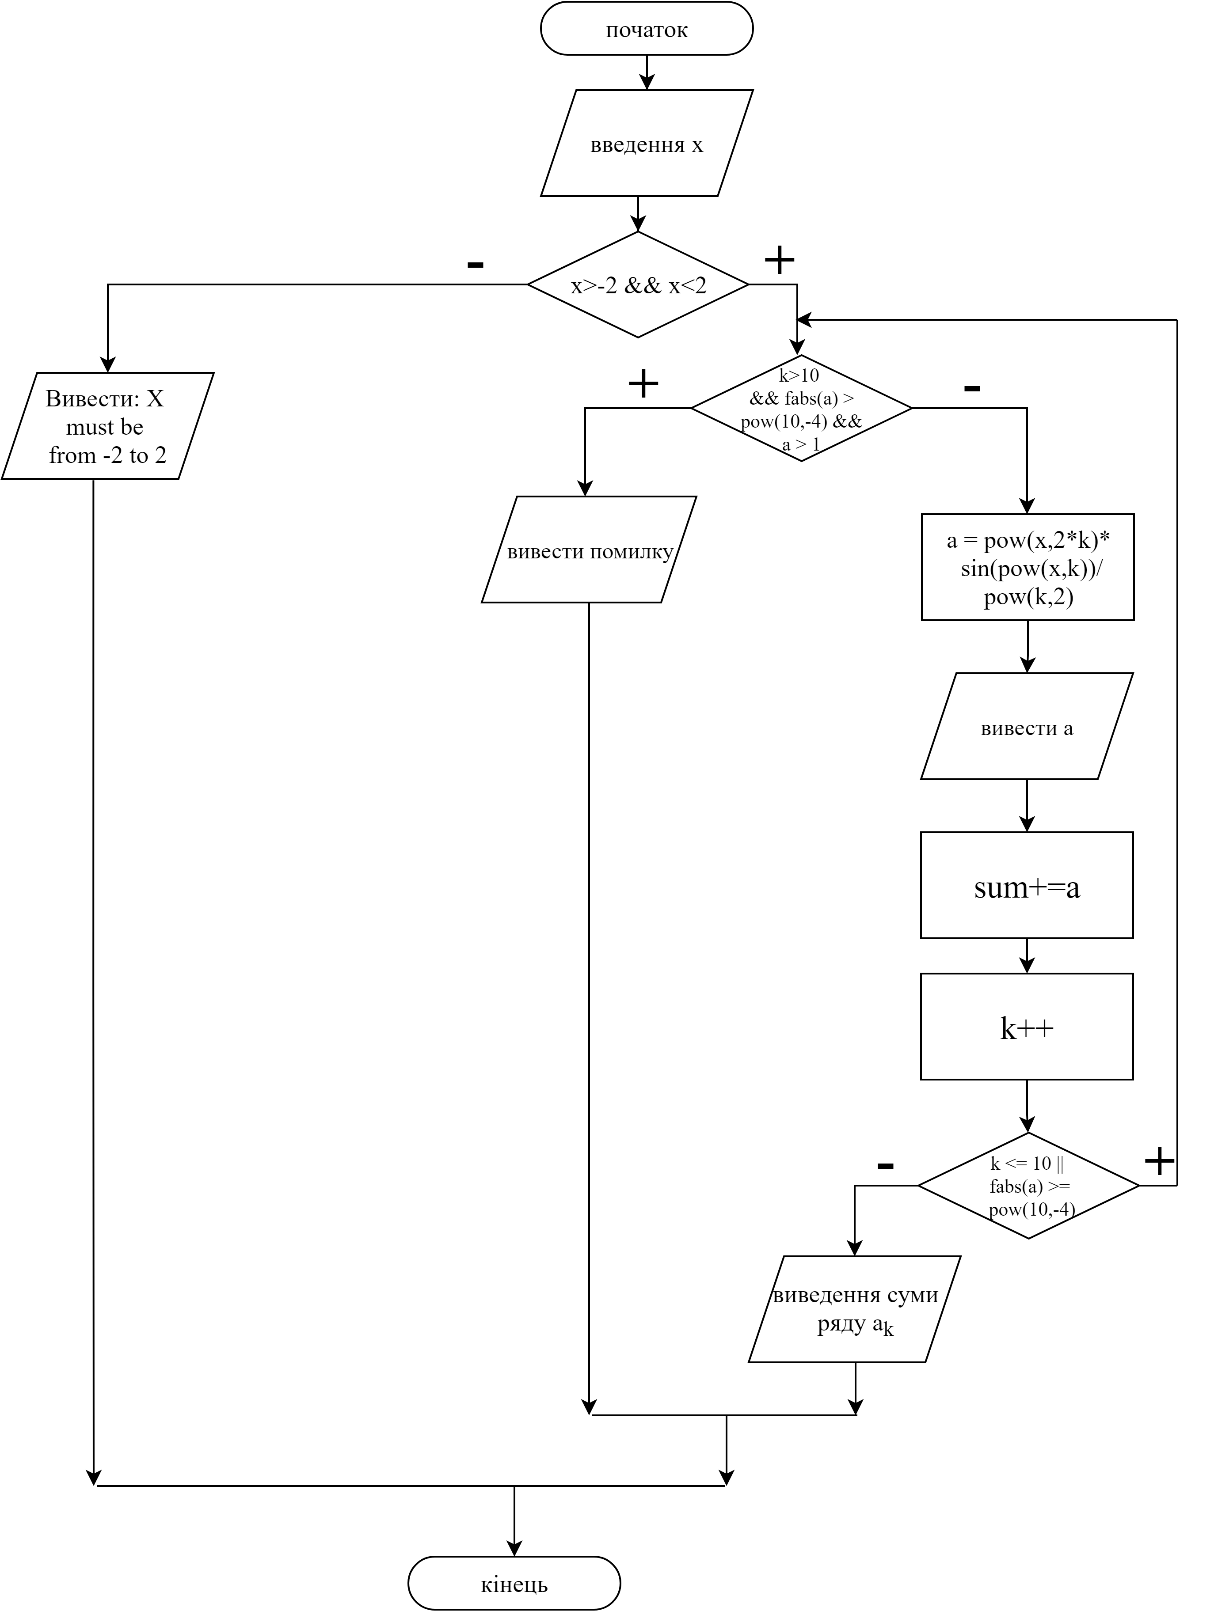 початок
введення x
x>-2 && x<2
-
+
Вивести: X
must be
from -2 to 2
k>10
&& fabs(a) >
pow(10,-4) &&
a > 1
+
-
вивести помилку
a = pow(x,2*k)*
sin(pow(x,k))/
pow(k,2)
вивести a
sum+=a
k++
k <= 10 ||
fabs(a) >=
pow(10,-4)
-
+
виведення суми
ряду ak
кінець